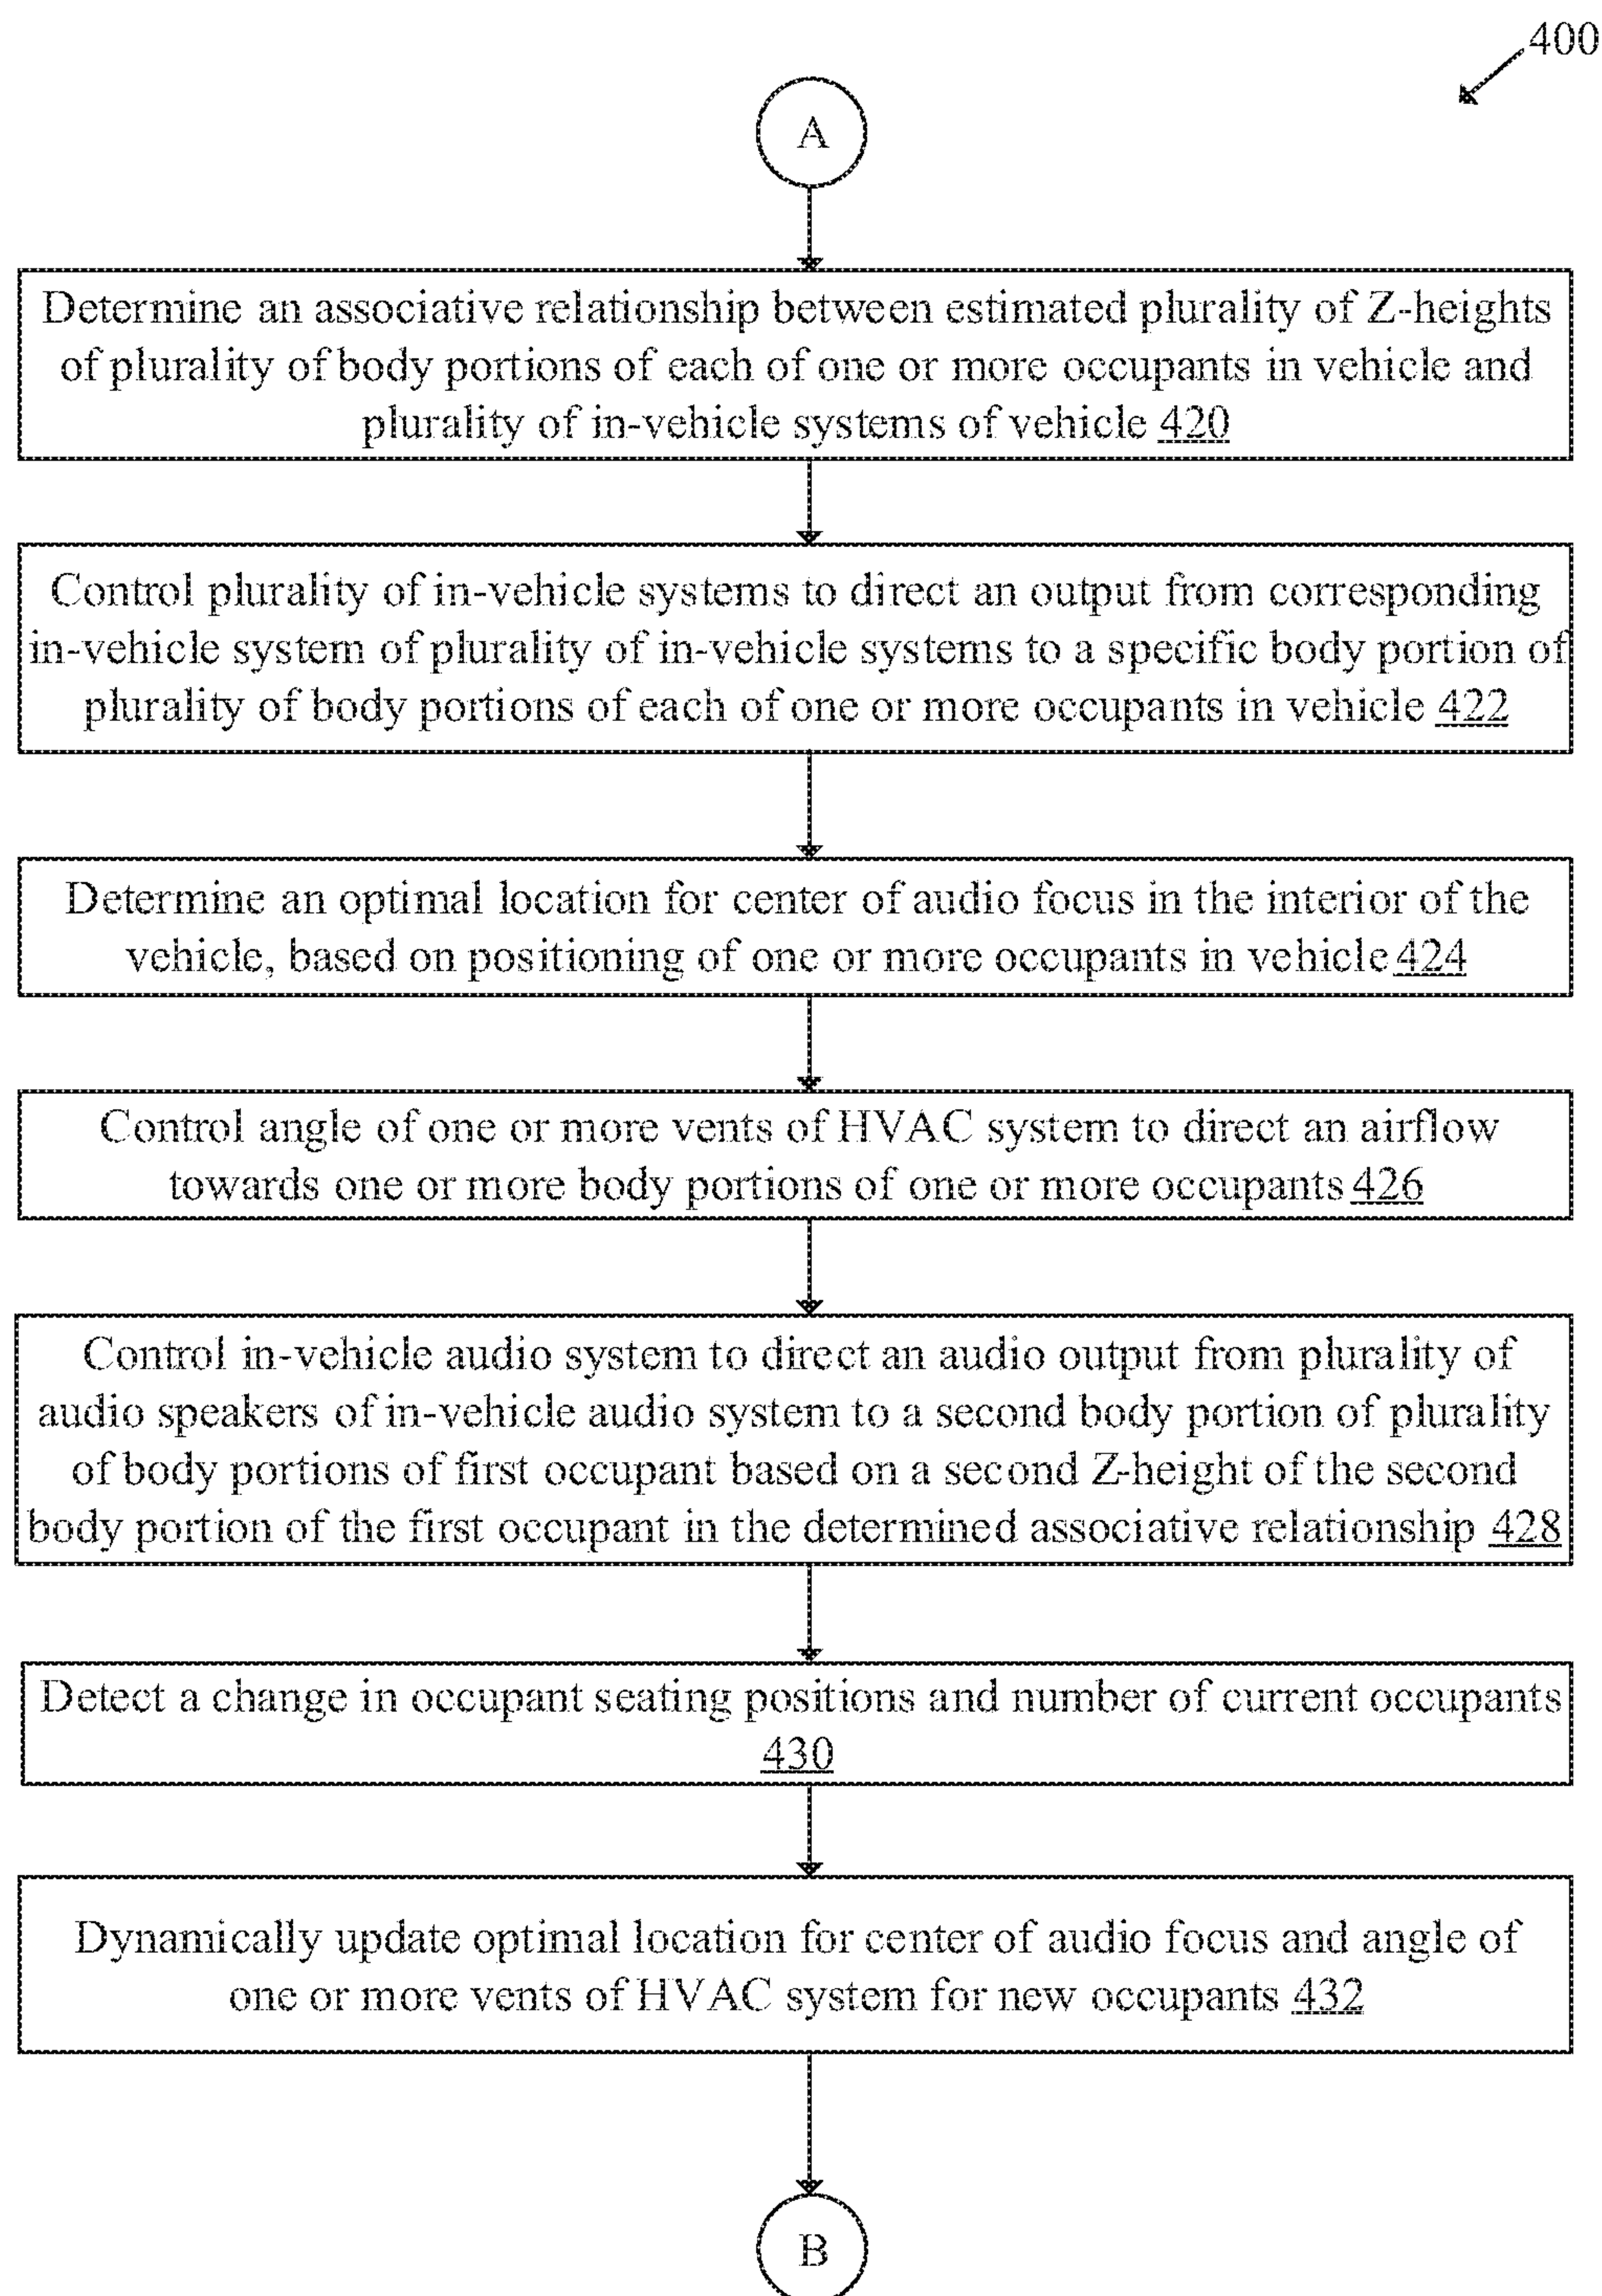 400
A
Determine an associative relationship between estimated plurality of Z-heights
of plurality of body portions of each of one or more occupants in vehicle and
plurality of in-vehicle systems of vehicle 420
Control plurality of in-vehicle systems to direct an output from corresponding
in-vehicle system of plurality of in-vehicle systems to a specific body portion of
plurality of body portions of each of one or more occupants in vehicle 422
Determine an optimal location for center of audio focus in the interior of the
vehicle, based on positioning of one or more occupants in vehicle 424
Control angle of one or more vents of HVAC system to direct an airflow
towards one or more body portions of one or more occupants 426
Control in-vehicle audio system to direct an audio output from plurality of
audio speakers of in-vehicle audio system to a second body portion of plurality
of body portions of first occupant based on a second Z-height of the second
body portion of the first occupant in the determined associative relationship 428
Detect a change in occupant seating positions and number of current occupants
430
Dynamically update optimal location for center of audio focus and angle of
one or more vents of HVAC system for new occupants 432
B